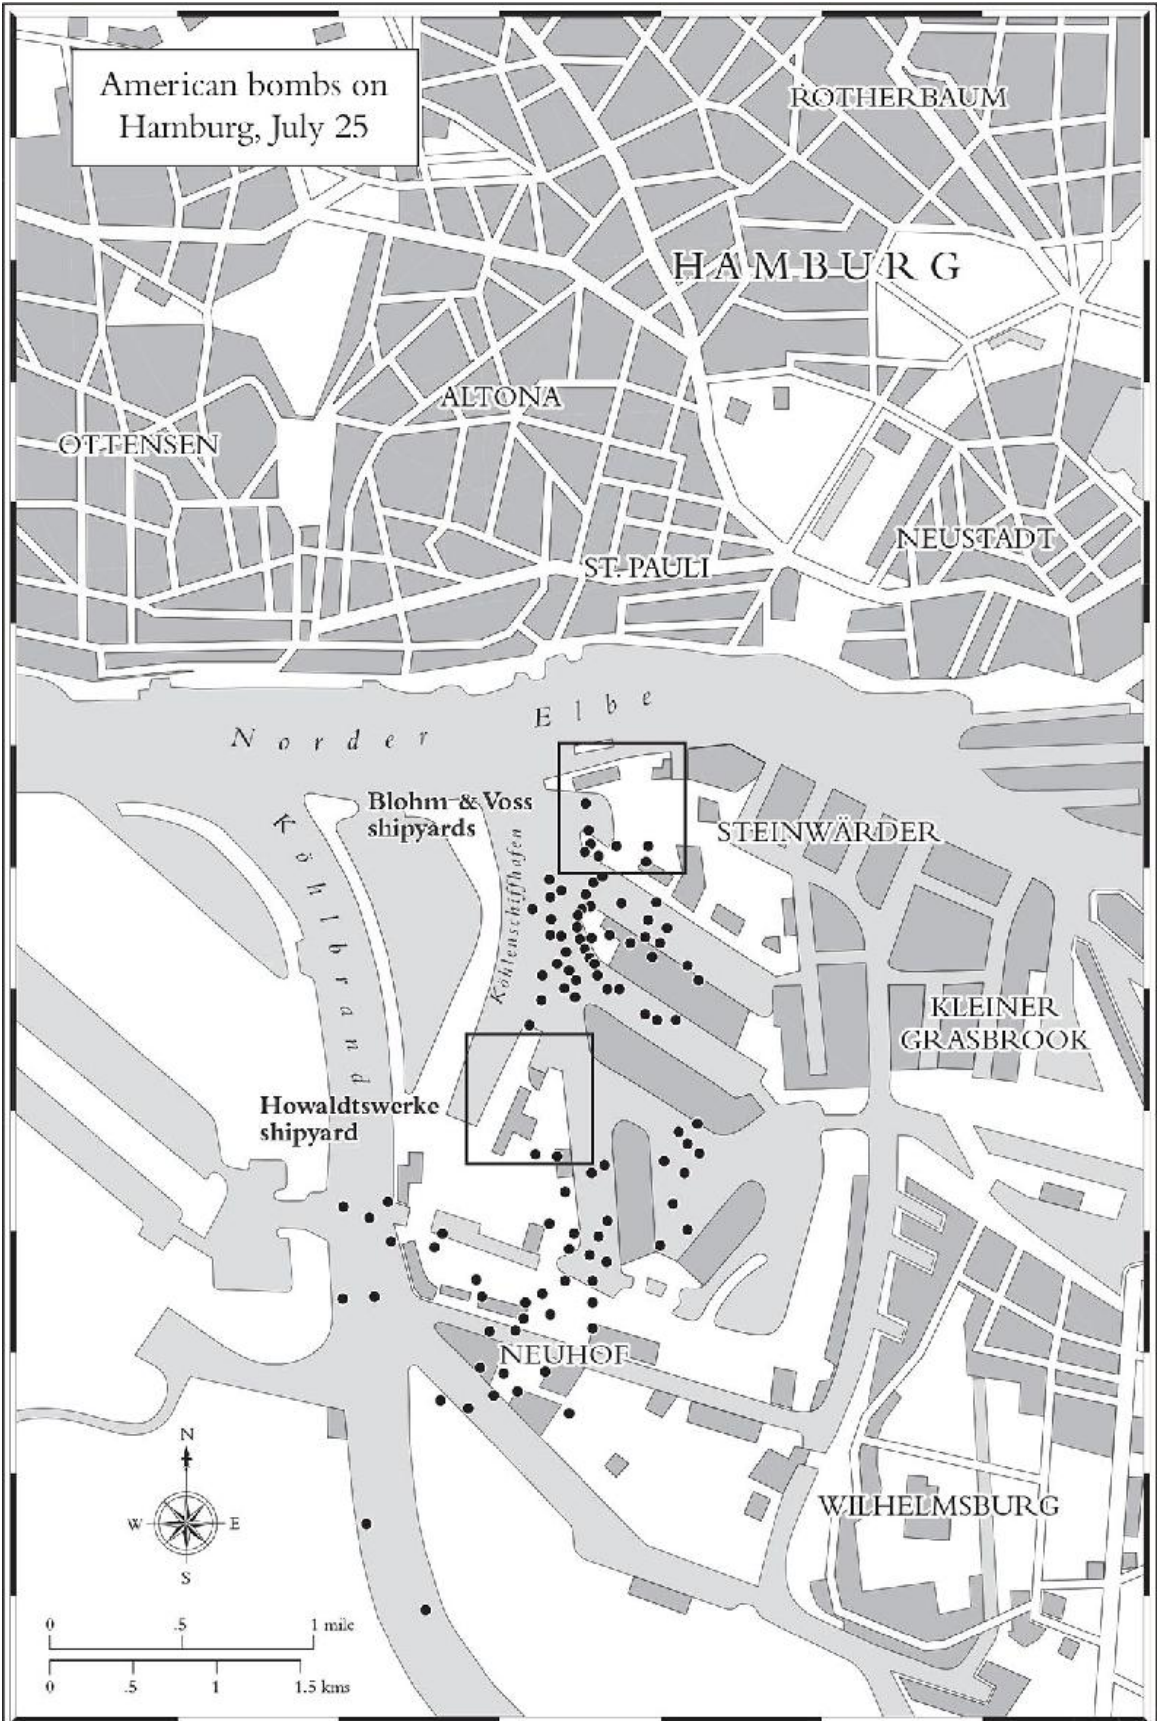 American bombs on
Hamburg, July 25
ROTHERBAUM
HAMBURG
ALTONA
OTTENSEN
NEUSTADT
ST. PAULI
Norder Elbe
Blohm & Voss
shipyards
STEINWÄRDER
Köhlbrand
Köhlenschiffhafen
KLEINER
GRASBROOK
Howaldtswerke
shipyard
NEUHOF
WILHELMSBURG
N
W E
S
0 .5 1 mile
0 .5 1 1.5 kms